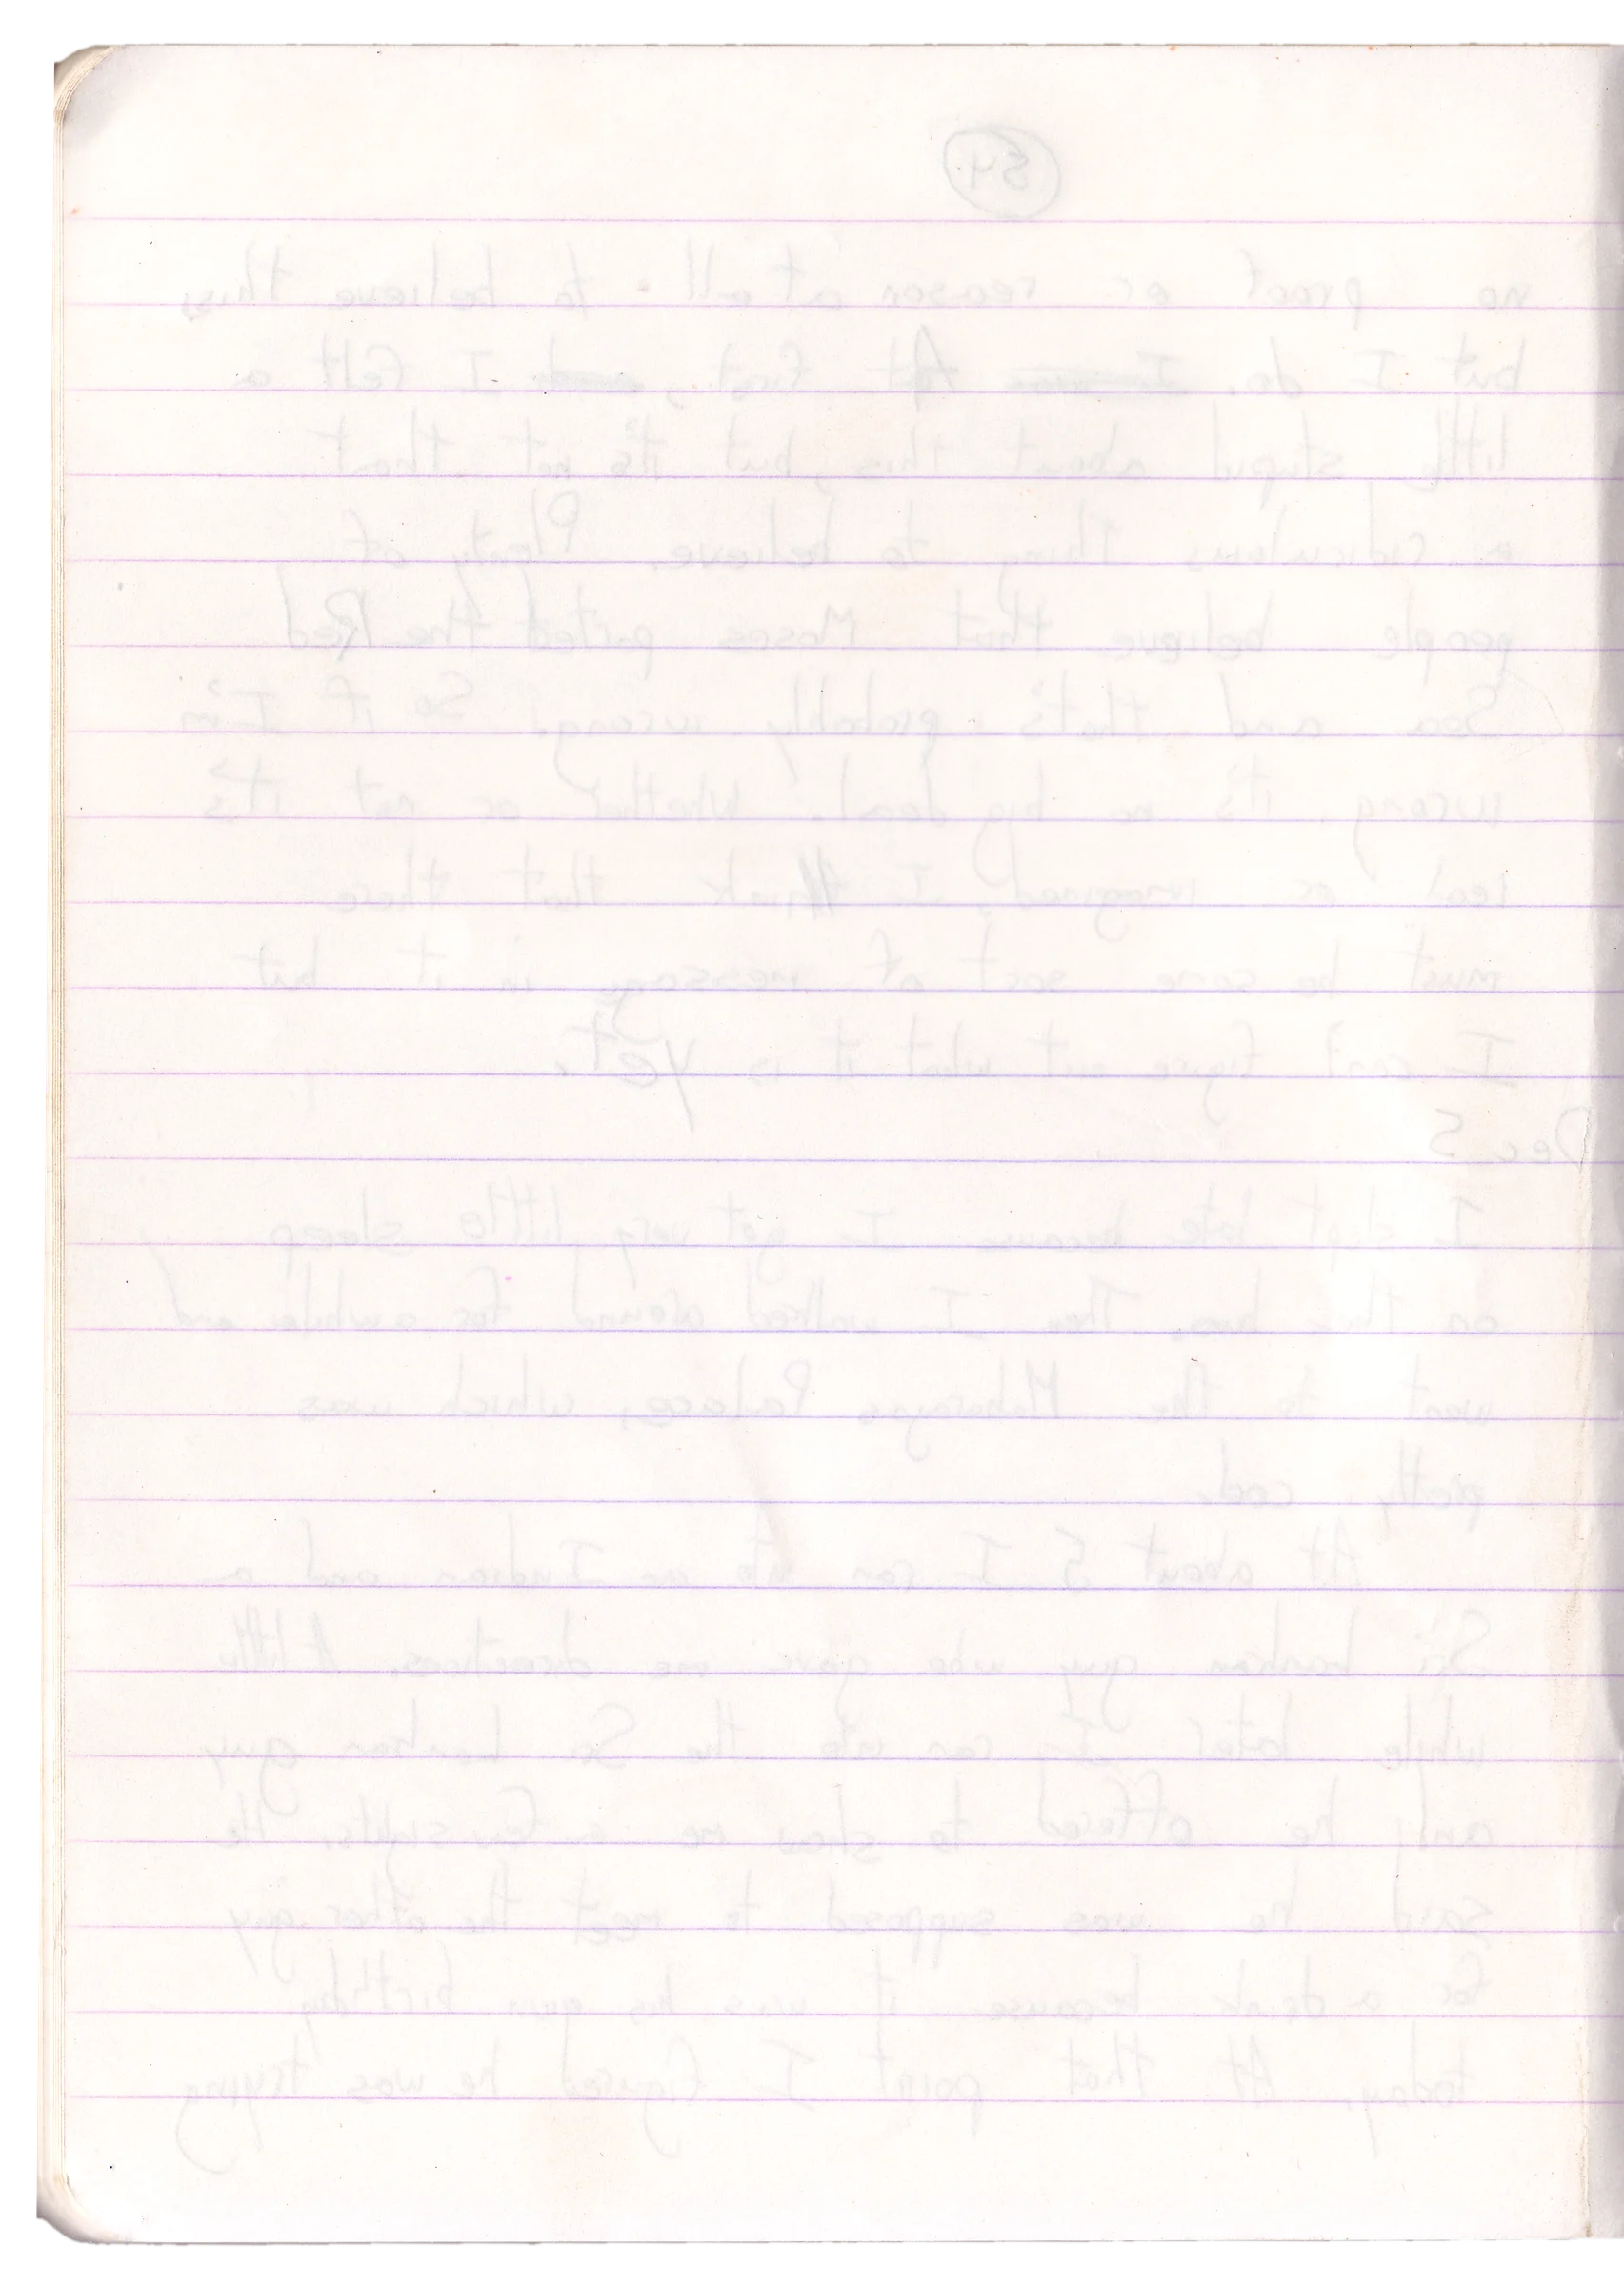 54
no proof or reason at all to believe this,
but I do. I was At first, and I felt a
little stupid about this, but it's not that
a ridiculous thing to believe. Plenty of
people believe that Moses parted the Red
Sea and that's probably wrong. So if I'm
wrong, it's no big deal. Whether or not it's
real or imagined, I think that there
must be some sort of message in it but
I can't figure out what it is yet.
Dec 5
I slept late because I got very little sleep
on the bus. Then I walked around for awhile and
went to the Maharajas Palace, which was
pretty cool.
At about 5 I ran into an Indian and a
Sri Lankan guy who gave me directions. A little
while later I ran into the Sri Lankan guy
and he offered to show me a few sights. He
said he was supposed to meet the other guy
for a drink because it was his birthday
today. At that point I figured he was trying